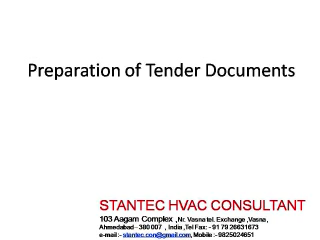 Preparation of Tender Documents
STANTEC HVAC CONSULTANT
103 Aagam Complex ,Nr. Vasna tel. Exchange ,Vasna,
Ahmedabad - 380 007 , India ,Tel Fax: - 91 79 26631673
e-mail :- stantec.con@gmail.com, Mobile :- 9825024651